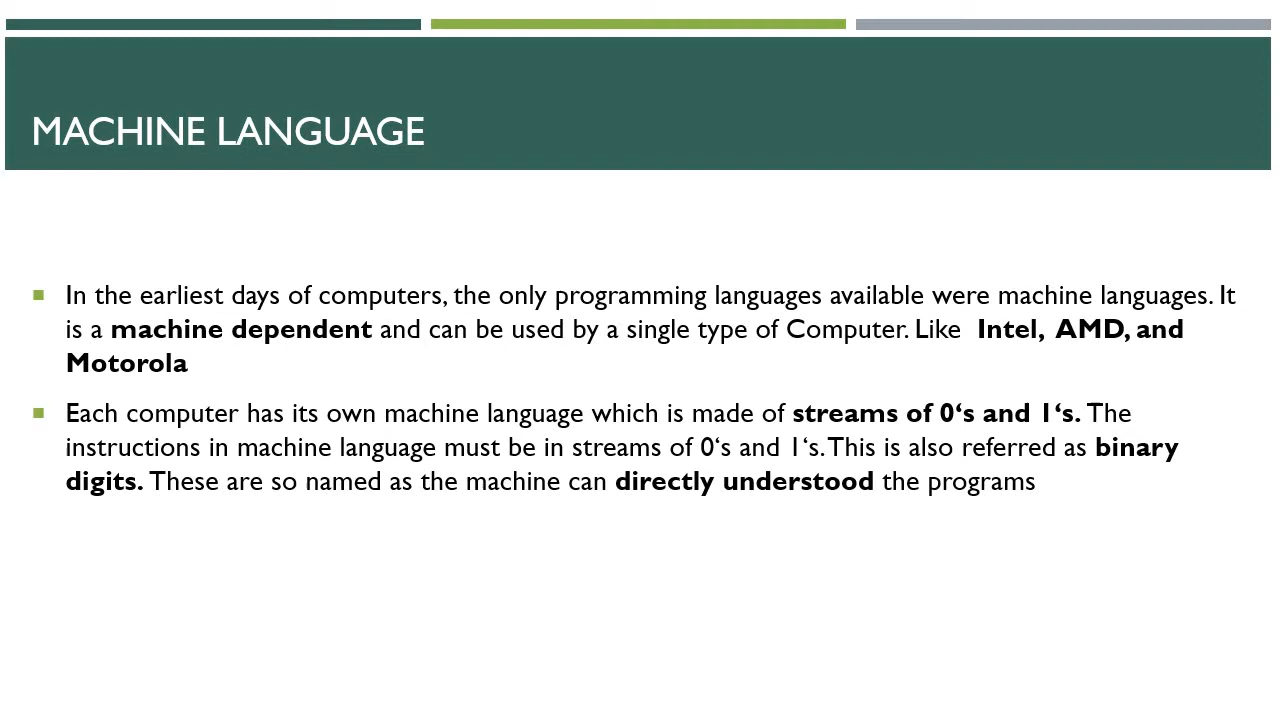 MACHINE LANGUAGE
In the earliest days of computers, the only programming languages available were machine languages. It
is a machine dependent and can be used by a single type of Computer. Like Intel, AMD, and
Motorola
Each computer has its own machine language which is made of streams of 0‘s and 1‘s. The
instructions in machine language must be in streams of 0‘s and 1‘s. This is also referred as binary
digits. These are so named as the machine can directly understood the programs